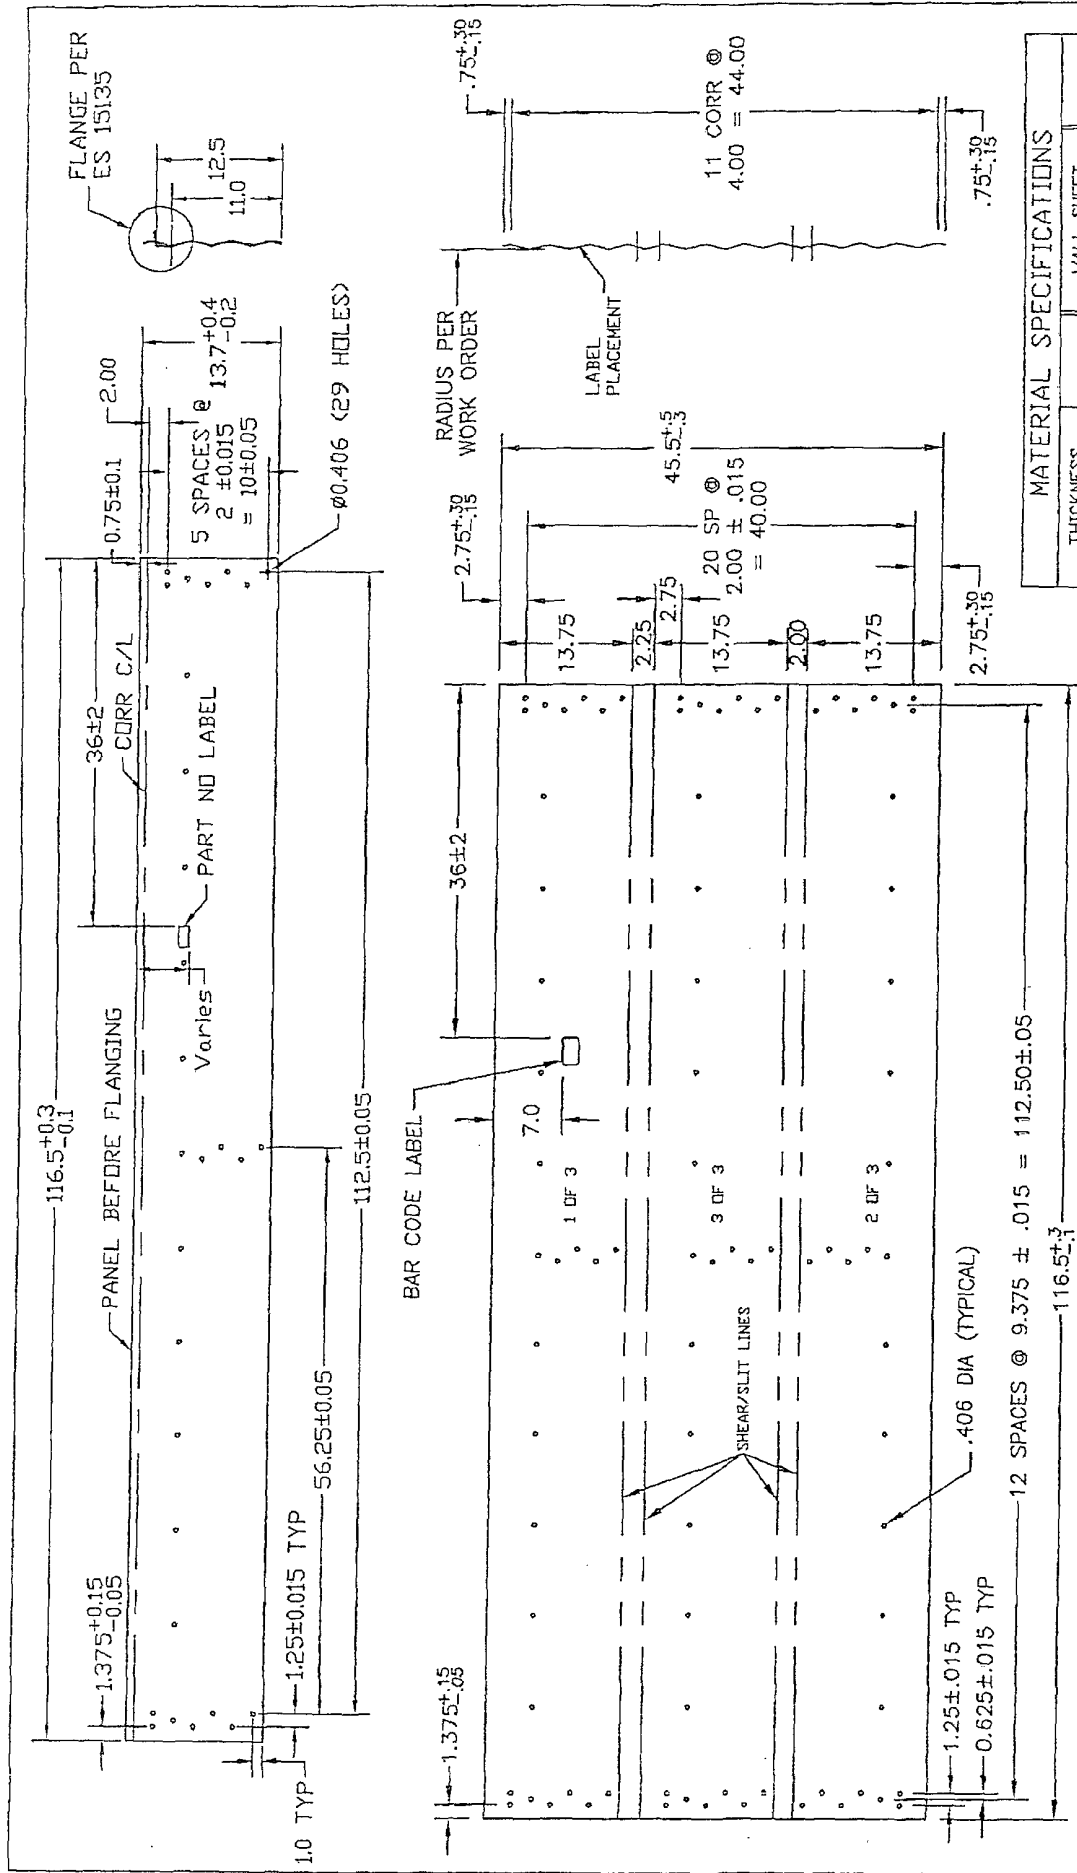 FLANGE PER
ES 15135
12.5
11.0
116.5+0.3-0.1
PANEL BEFORE FLANGING
36±2
CORR C/L
0.75±0.1
2.00
5 SPACES @
2 ±0.015
= 10±0.05
13.7+0.4-0.2
Ø0.406 (29 HOLES)
PART NO LABEL
Varies
1.375+0.15-0.05
1.0 TYP
1.25±0.015 TYP
56.25±0.05
112.5±0.05
RADIUS PER
WORK ORDER
LABEL
PLACEMENT
.75+.30-.15
11 CORR @
4.00 = 44.00
.75+.30-.15
BAR CODE LABEL
36±2
7.0
2.75+.30-.15
45.5+.5-.3
20 SP @
2.00 ± .015
= 40.00
13.75
2.25
2.75
13.75
2.00
13.75
2.75+.30-.15
1 OF 3
3 OF 3
2 OF 3
SHEAR/SLIT LINES
.406 DIA (TYPICAL)
1.375+.15-.05
1.25±.015 TYP
0.625±.015 TYP
12 SPACES @ 9.375 ± .015 = 112.50±.05
116.5+.3-.1
MATERIAL SPECIFICATIONS
THICKNESS
WALL SHEET